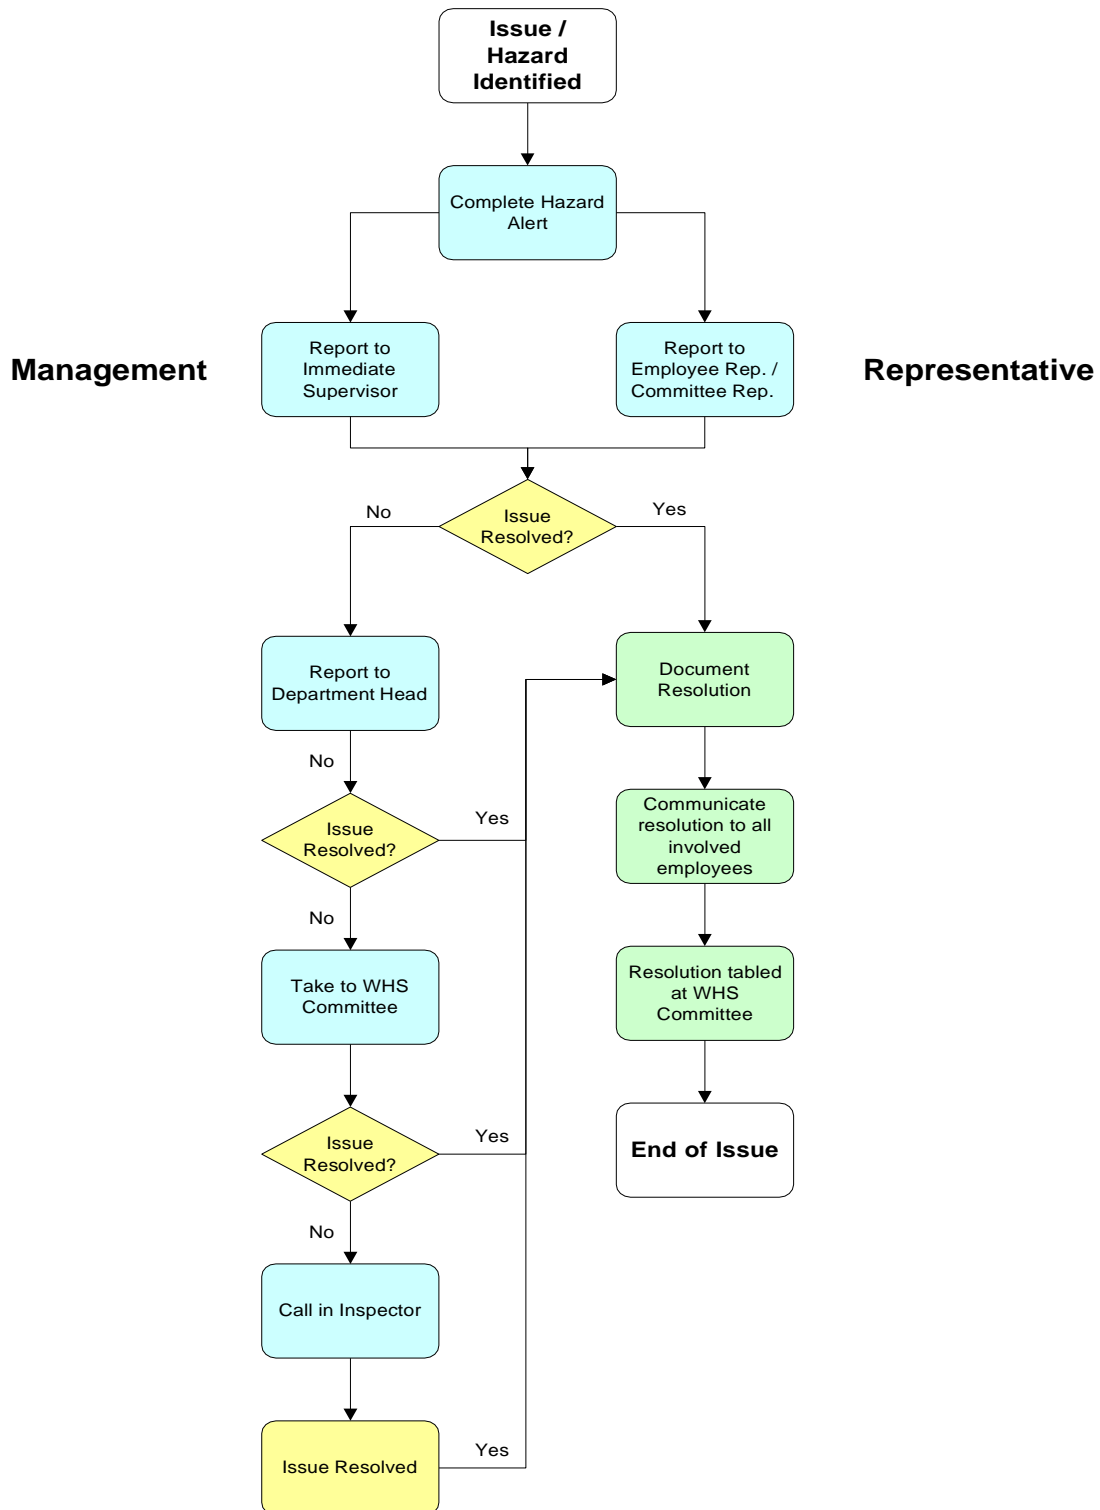 Issue /
Hazard
Identified
Complete Hazard
Alert
Management
Report to
Immediate
Supervisor
Report to
Employee Rep. /
Committee Rep.
Representative
No
Issue
Resolved?
Yes
Report to
Department Head
Document
Resolution
No
Issue
Resolved?
Yes
Communicate
resolution to all
involved
employees
No
Take to WHS
Committee
Resolution tabled
at WHS
Committee
Issue
Resolved?
Yes
End of Issue
No
Call in Inspector
Issue Resolved
Yes